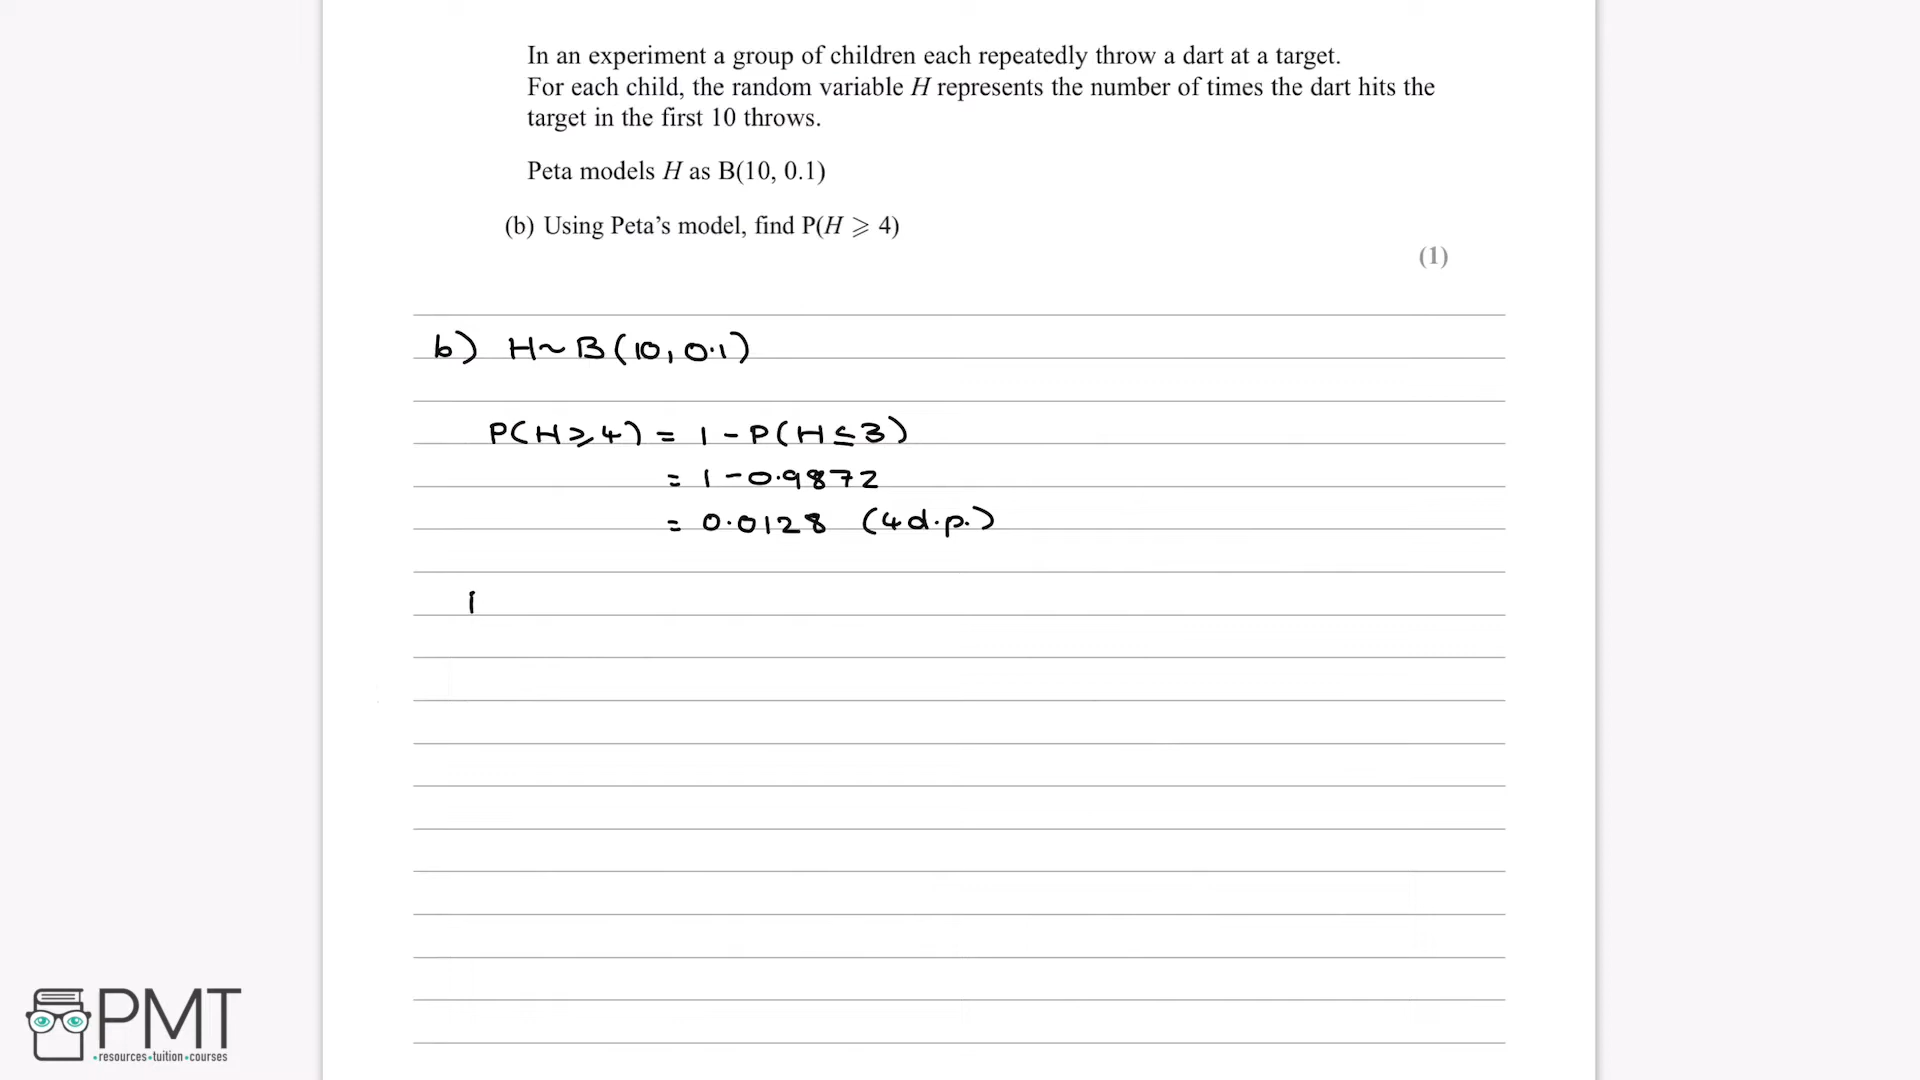 In an experiment a group of children each repeatedly throw a dart at a target.
For each child, the random variable H represents the number of times the dart hits the
target in the first 10 throws.
Peta models H as B(10, 0.1)
(b) Using Peta’s model, find P(H ⩾ 4)
(1)
b) H~B(10, 0.1)
P(H⩾4) = 1 - P(H≤3)
= 1 - 0.9872
= 0.0128 (4d.p.)
PMT
•resources•tuition•courses